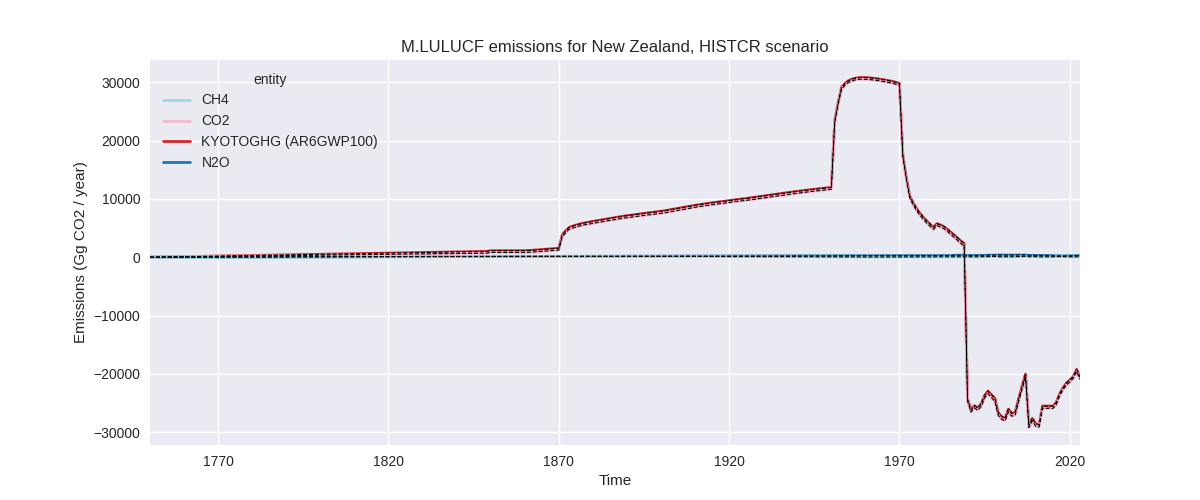 M.LULUCF emissions for New Zealand, HISTCR scenario
Emissions (Gg CO2 / year)
30000
20000
10000
0
−10000
−20000
−30000
entity
CH4
CO2
KYOTOGHG (AR6GWP100)
N2O
1770 1820 1870 1920 1970 2020
Time